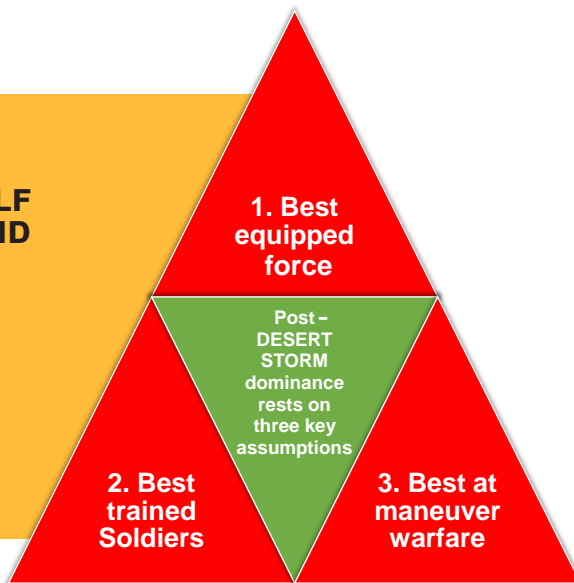 LF
ND
1. Best
equipped
force
Post –
DESERT
STORM
dominance
rests on
three key
assumptions
2. Best
trained
Soldiers
3. Best at
maneuver
warfare